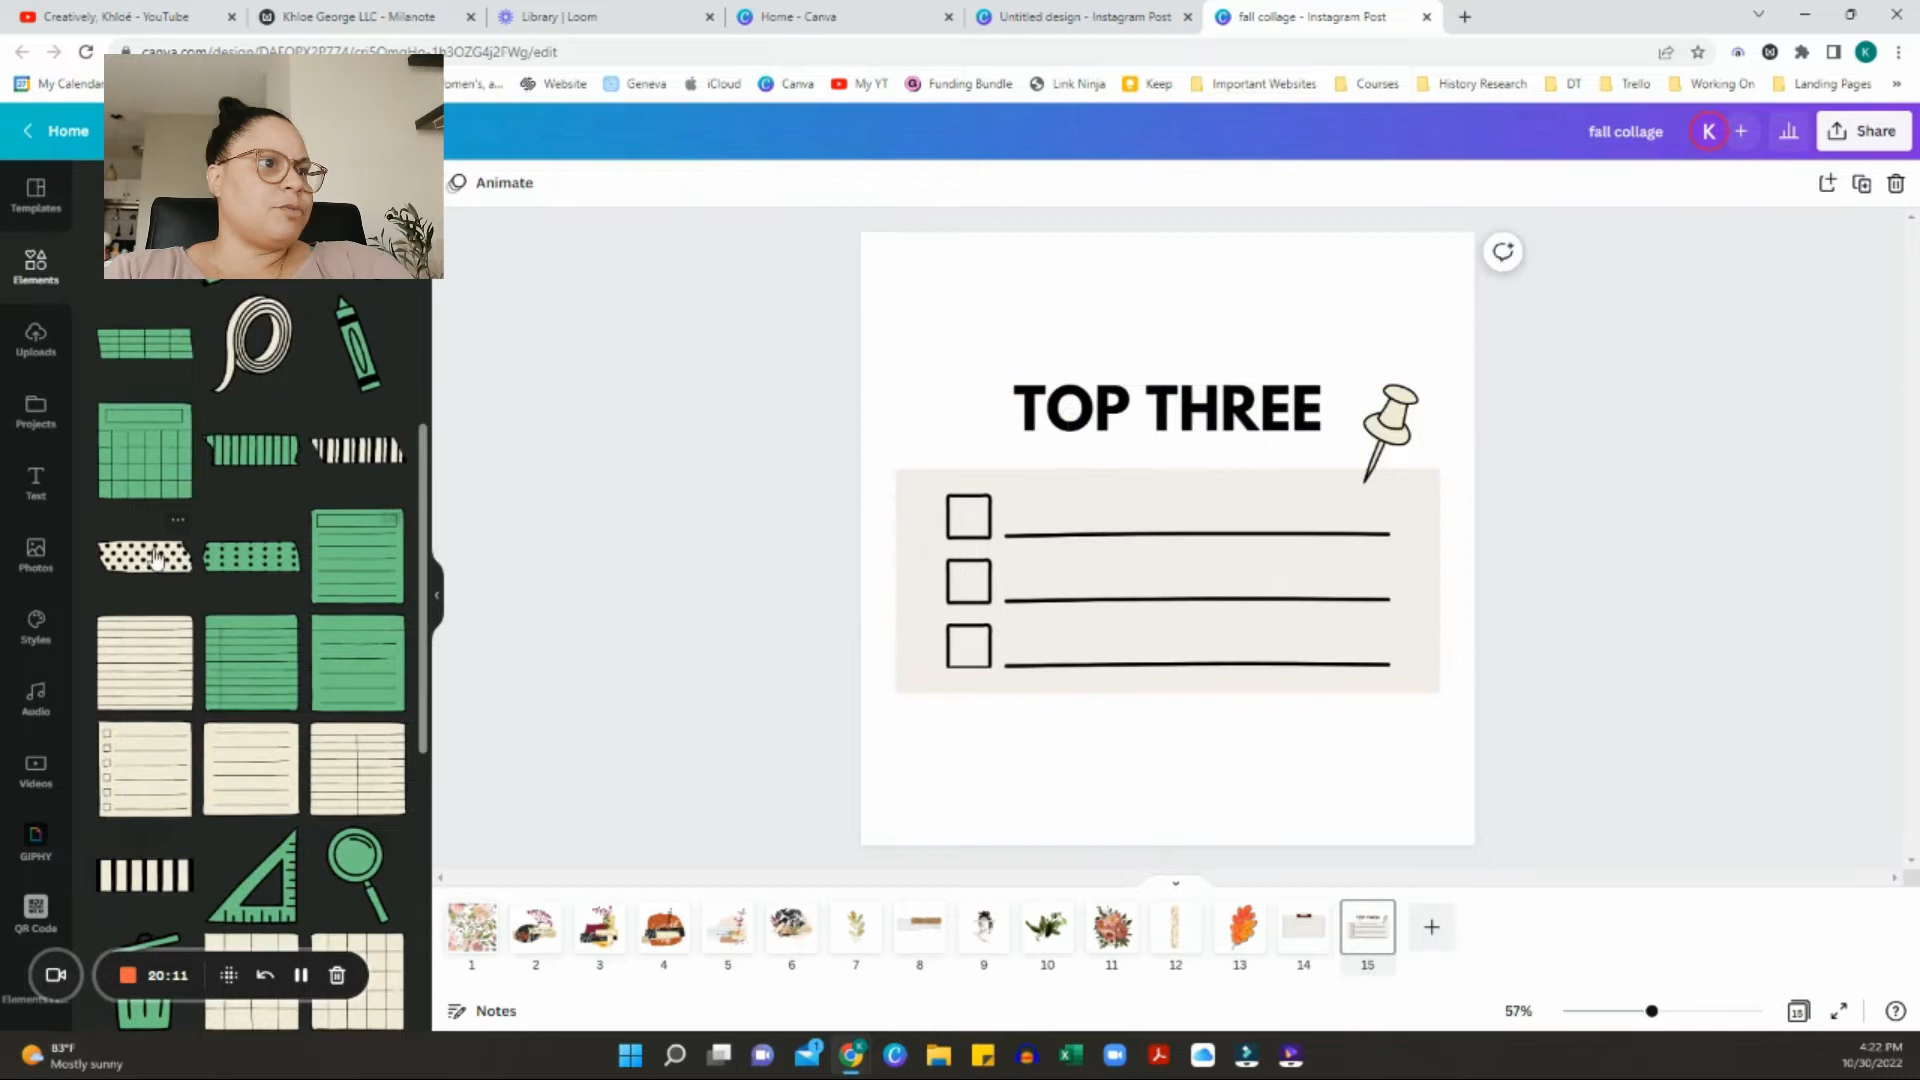 Creatively, Khloé - YouTube
Khloe George LLC - Milanote
Library | Loom
Home - Canva
Untitled design - Instagram Post
fall collage - Instagram Post
My Calendar
omen's, a...
Website
Geneva
iCloud
Canva
My YT
Funding Bundle
Link Ninja
Keep
Important Websites
Courses
History Research
DT
Trello
Working On
Landing Pages
Home
fall collage
K
Share
Animate
Templates
Elements
Uploads
Projects
Text
Photos
Styles
Audio
Videos
GIPHY
QR Code
TOP THREE
20:11
1
2
3
4
5
6
7
8
9
10
11
12
13
14
15
Notes
57%
15
83°F
Mostly sunny
4:22 PM
10/30/2022